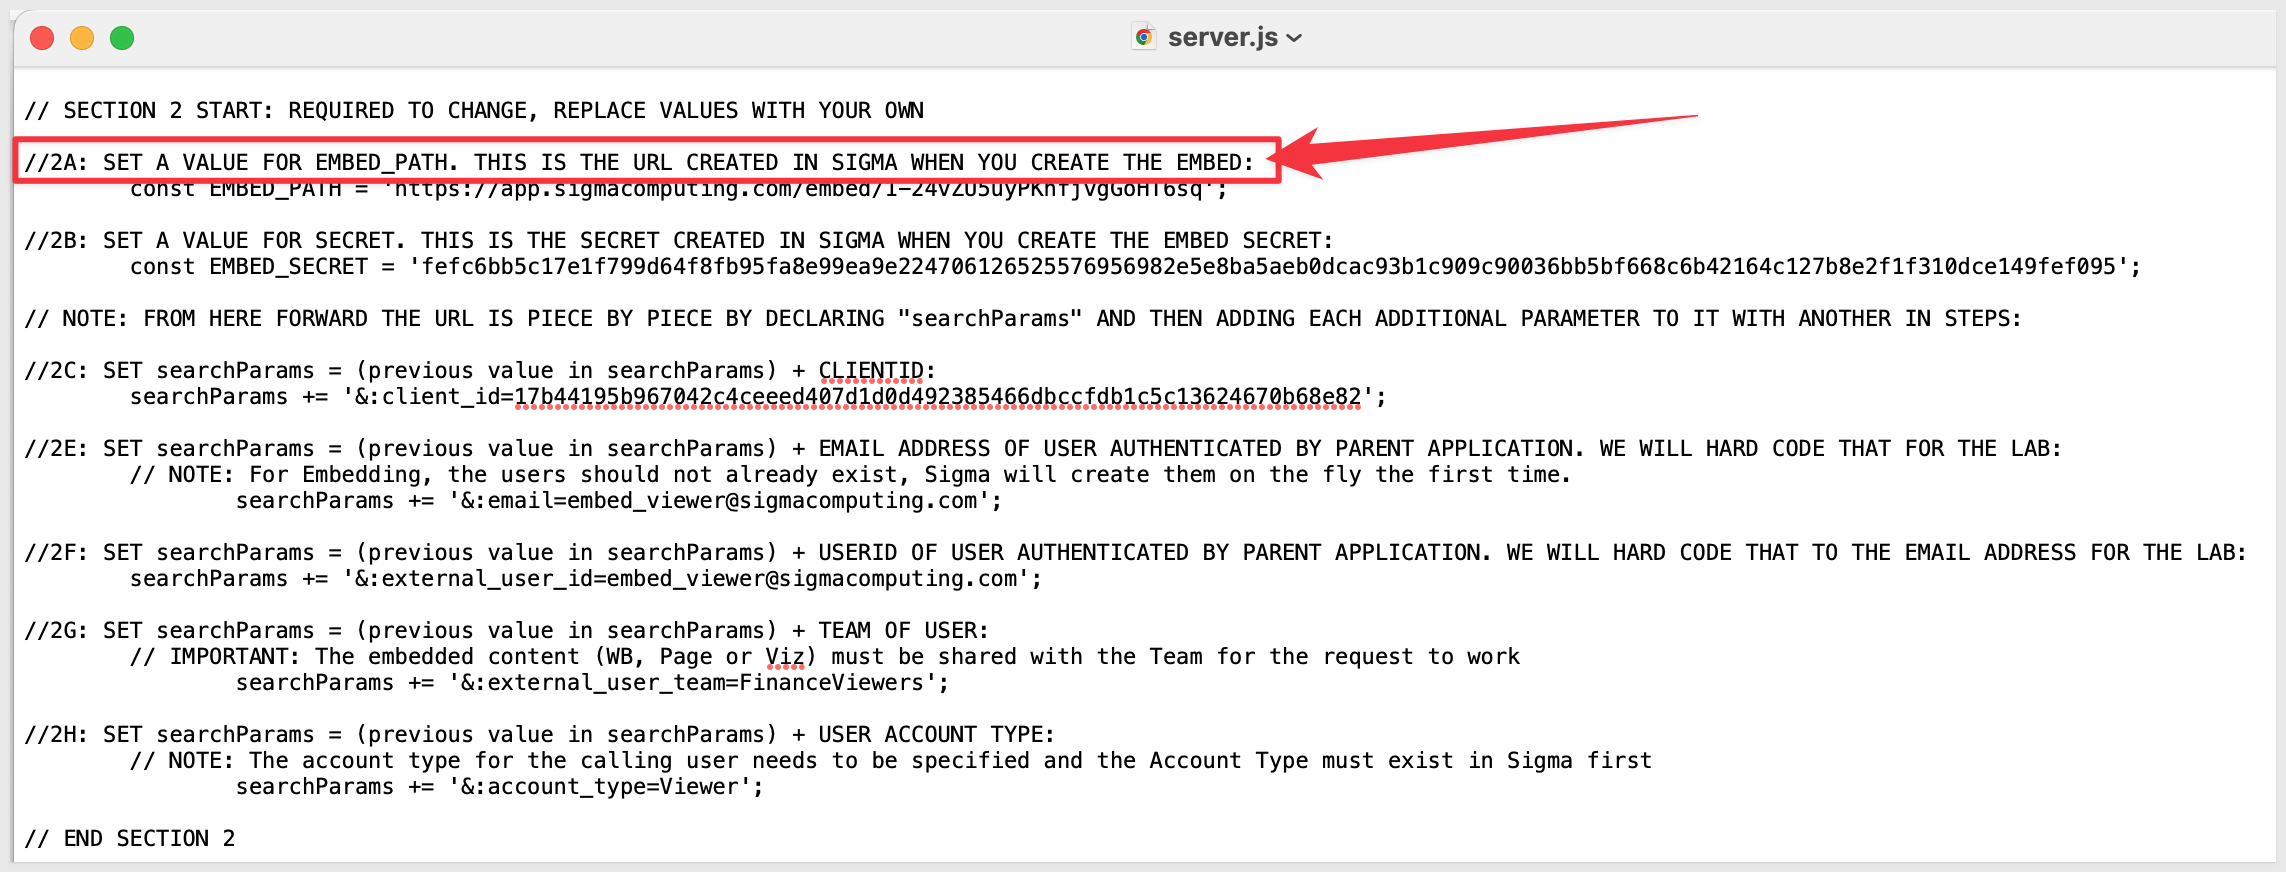 server.js
// SECTION 2 START: REQUIRED TO CHANGE, REPLACE VALUES WITH YOUR OWN
//2A: SET A VALUE FOR EMBED_PATH. THIS IS THE URL CREATED IN SIGMA WHEN YOU CREATE THE EMBED:
const EMBED_PATH = 'https://app.sigmacomputing.com/embed/1-24vZU5uyPKhfjvgGoHT6sq';
//2B: SET A VALUE FOR SECRET. THIS IS THE SECRET CREATED IN SIGMA WHEN YOU CREATE THE EMBED SECRET:
const EMBED_SECRET = 'fefc6bb5c17e1f799d64f8fb95fa8e99ea9e224706126525576956982e5e8ba5aeb0dcac93b1c909c90036bb5bf668c6b42164c127b8e2f1f310dce149fef095';
// NOTE: FROM HERE FORWARD THE URL IS PIECE BY PIECE BY DECLARING "searchParams" AND THEN ADDING EACH ADDITIONAL PARAMETER TO IT WITH ANOTHER IN STEPS:
//2C: SET searchParams = (previous value in searchParams) + CLIENTID:
searchParams += '&:client_id=17b44195b967042c4ceeed407d1d0d492385466dbccfdb1c5c13624670b68e82';
//2E: SET searchParams = (previous value in searchParams) + EMAIL ADDRESS OF USER AUTHENTICATED BY PARENT APPLICATION. WE WILL HARD CODE THAT FOR THE LAB:
// NOTE: For Embedding, the users should not already exist, Sigma will create them on the fly the first time.
searchParams += '&:email=embed_viewer@sigmacomputing.com';
//2F: SET searchParams = (previous value in searchParams) + USERID OF USER AUTHENTICATED BY PARENT APPLICATION. WE WILL HARD CODE THAT TO THE EMAIL ADDRESS FOR THE LAB:
searchParams += '&:external_user_id=embed_viewer@sigmacomputing.com';
//2G: SET searchParams = (previous value in searchParams) + TEAM OF USER:
// IMPORTANT: The embedded content (WB, Page or Viz) must be shared with the Team for the request to work
searchParams += '&:external_user_team=FinanceViewers';
//2H: SET searchParams = (previous value in searchParams) + USER ACCOUNT TYPE:
// NOTE: The account type for the calling user needs to be specified and the Account Type must exist in Sigma first
searchParams += '&:account_type=Viewer';
// END SECTION 2